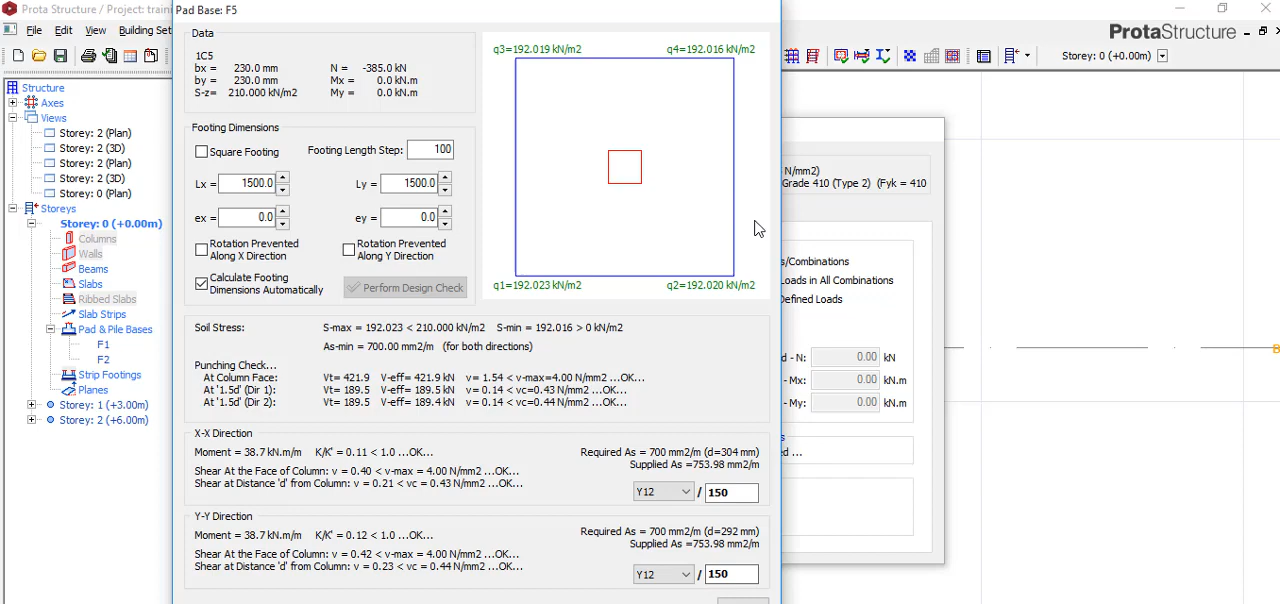 Prota Structure / Project: traini
File Edit View Building Set
ProtaStructure
Storey: 0 (+0.00m)
Structure
Axes
Views
Storey: 2 (Plan)
Storey: 2 (3D)
Storey: 2 (Plan)
Storey: 2 (3D)
Storey: 0 (Plan)
Storeys
Storey: 0 (+0.00m)
Columns
Walls
Beams
Slabs
Ribbed Slabs
Slab Strips
Pad & Pile Bases
F1
F2
Strip Footings
Planes
Storey: 1 (+3.00m)
Storey: 2 (+6.00m)
Pad Base: F5
Data
1C5
bx = 230.0 mm N = -385.0 kN
by = 230.0 mm Mx = 0.0 kN.m
S-z= 210.000 kN/m2 My = 0.0 kN.m
Footing Dimensions
Square Footing Footing Length Step: 100
Lx = 1500.0 Ly = 1500.0
ex = 0.0 ey = 0.0
Rotation Prevented Along X Direction
Rotation Prevented Along Y Direction
Calculate Footing Dimensions Automatically
Perform Design Check
q3=192.019 kN/m2 q4=192.016 kN/m2
q1=192.023 kN/m2 q2=192.020 kN/m2
Soil Stress: S-max = 192.023 < 210.000 kN/m2 S-min = 192.016 > 0 kN/m2
As-min = 700.00 mm2/m (for both directions)
Punching Check...
At Column Face: Vt= 421.9 V-eff= 421.9 kN v= 1.54 < v-max=4.00 N/mm2 ...OK...
At '1.5d' (Dir 1): Vt= 189.5 V-eff= 189.5 kN v= 0.14 < vc=0.43 N/mm2 ...OK...
At '1.5d' (Dir 2): Vt= 189.5 V-eff= 189.4 kN v= 0.14 < vc=0.44 N/mm2 ...OK...
X-X Direction
Moment = 38.7 kN.m/m K/K' = 0.11 < 1.0 ...OK... Required As = 700 mm2/m (d=304 mm)
Supplied As =753.98 mm2/m
Shear At the Face of Column: v = 0.40 < v-max = 4.00 N/mm2 ...OK...
Shear at Distance 'd' from Column: v = 0.21 < vc = 0.43 N/mm2 ...OK...
Y12 / 150
Y-Y Direction
Moment = 38.7 kN.m/m K/K' = 0.12 < 1.0 ...OK... Required As = 700 mm2/m (d=292 mm)
Supplied As =753.98 mm2/m
Shear At the Face of Column: v = 0.42 < v-max = 4.00 N/mm2 ...OK...
Shear at Distance 'd' from Column: v = 0.23 < vc = 0.44 N/mm2 ...OK...
Y12 / 150
N/mm2)
Grade 410 (Type 2) (Fyk = 410
s/Combinations
Loads in All Combinations
Defined Loads
d - N: 0.00 kN
- Mx: 0.00 kN.m
- My: 0.00 kN.m
s
ed ...
B